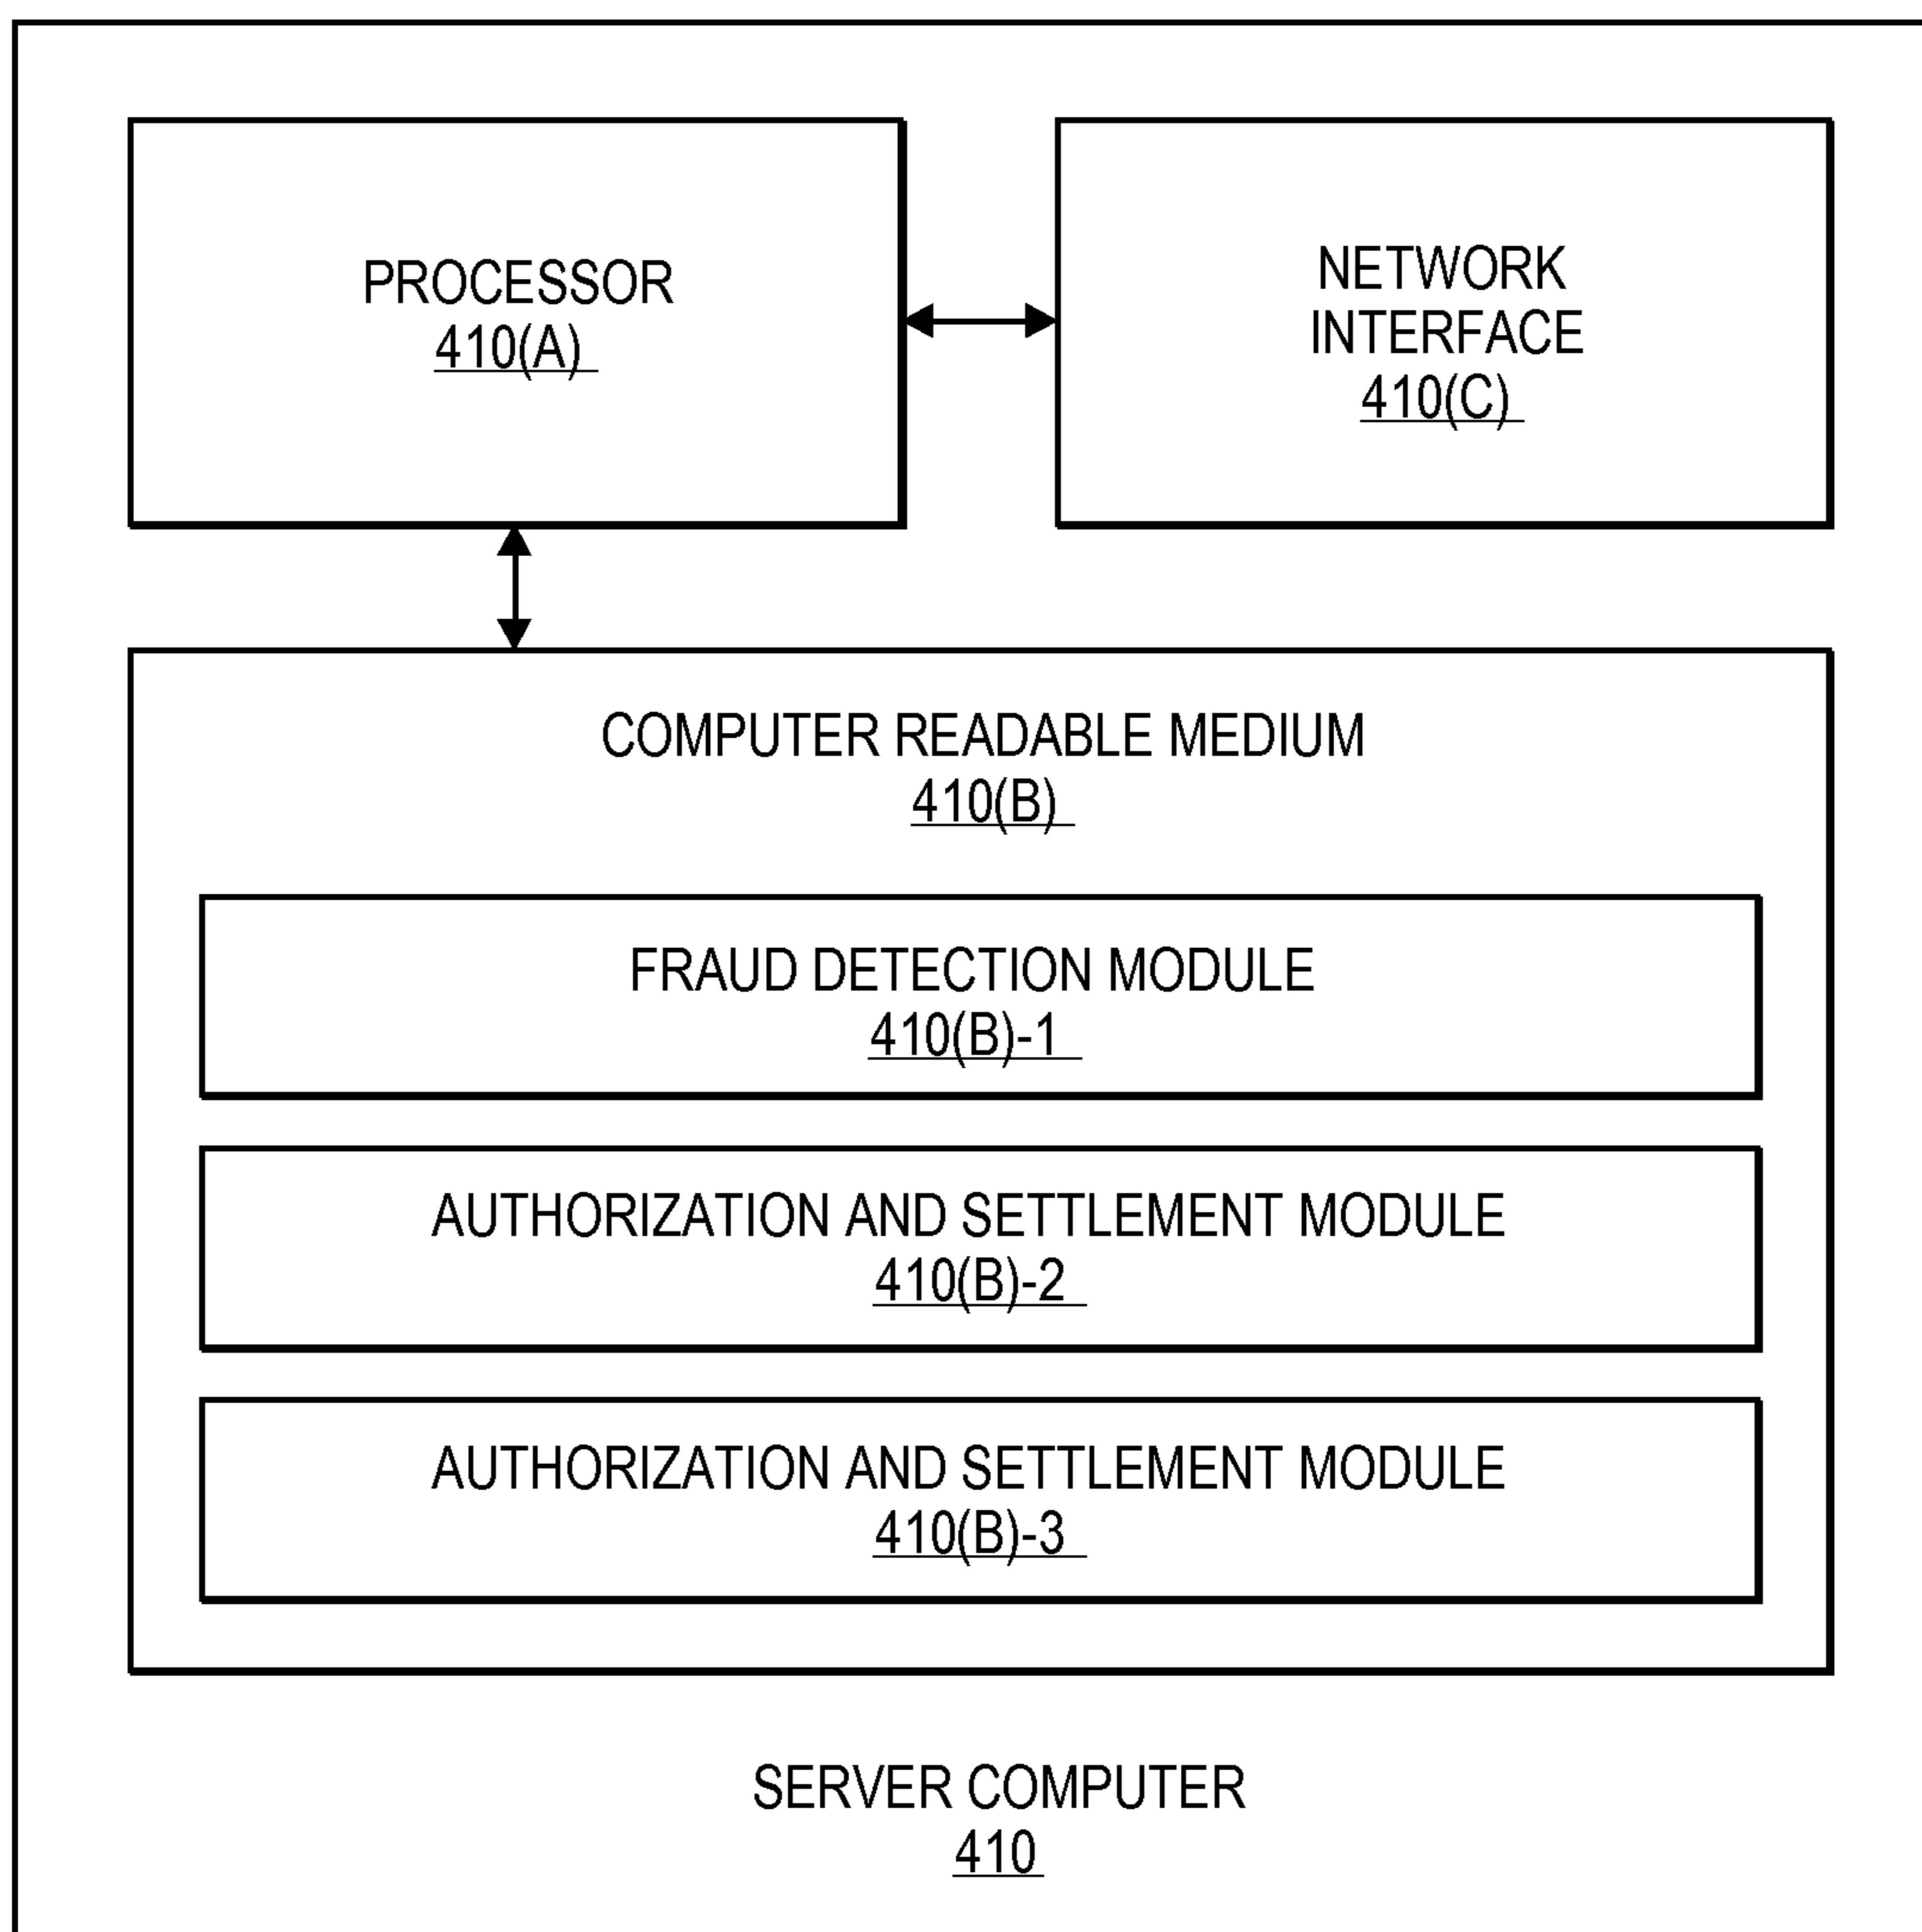 PROCESSOR
410(A)
NETWORK
INTERFACE
410(C)
COMPUTER READABLE MEDIUM
410(B)
FRAUD DETECTION MODULE
410(B)-1
AUTHORIZATION AND SETTLEMENT MODULE
410(B)-2
AUTHORIZATION AND SETTLEMENT MODULE
410(B)-3
SERVER COMPUTER
410